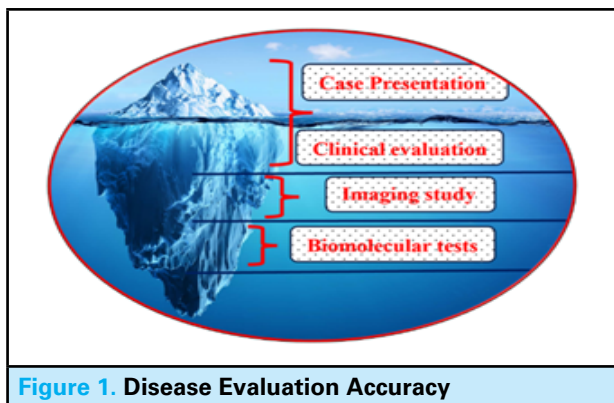 Case Presentation
Clinical evaluation
Imaging study
Biomolecular tests
Figure 1. Disease Evaluation Accuracy